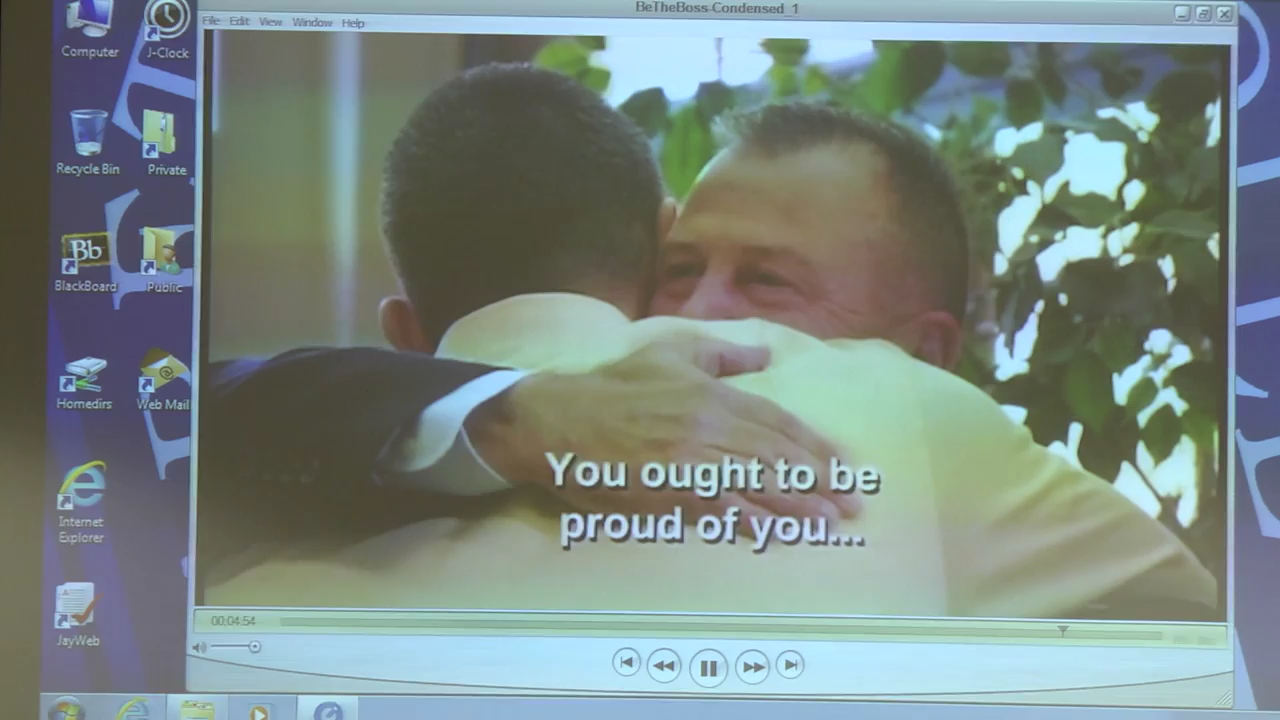 BeTheBoss-Condensed_1
File Edit View Window Help
Computer
J-Clock
Recycle Bin
Private
Bb
BlackBoard
Public
Homedirs
Web Mail
Internet
Explorer
JayWeb
You ought to be
proud of you...
00:04:54